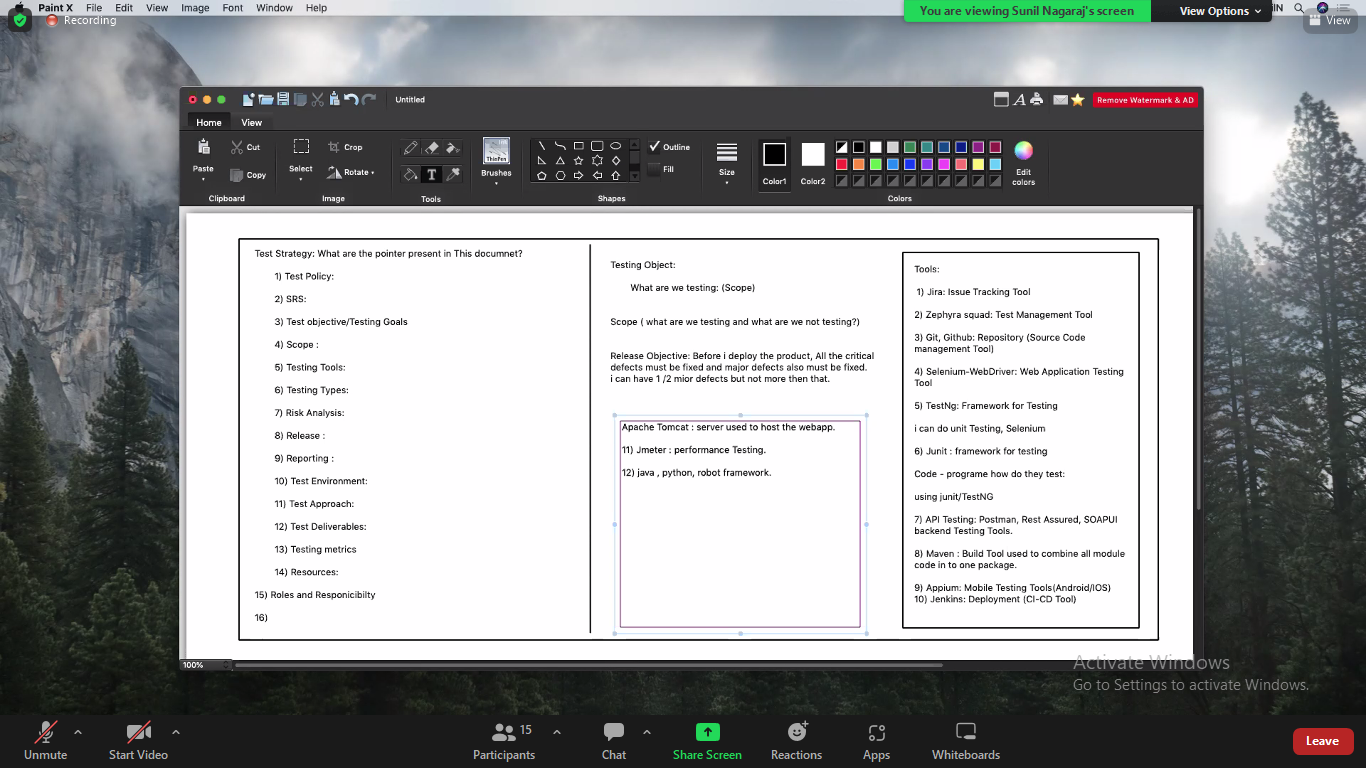 Paint X File Edit View Image Font Window Help
You are viewing Sunil Nagaraj's screen
View Options
Recording
View
Untitled
Remove Watermark & AD
Home View
Paste
Cut
Copy
Clipboard
Select
Crop
Rotate
Image
T
Tools
ThinPen
Brushes
Outline
Fill
Shapes
Size
Color1
Color2
Edit
colors
Colors
Test Strategy: What are the pointer present in This documnet?
1) Test Policy:
2) SRS:
3) Test objective/Testing Goals
4) Scope :
5) Testing Tools:
6) Testing Types:
7) Risk Analysis:
8) Release :
9) Reporting :
10) Test Environment:
11) Test Approach:
12) Test Deliverables:
13) Testing metrics
14) Resources:
15) Roles and Responicibilty
16)
Testing Object:
What are we testing: (Scope)
Scope ( what are we testing and what are we not testing?)
Release Objective: Before i deploy the product, All the critical
defects must be fixed and major defects also must be fixed.
i can have 1 /2 mior defects but not more then that.
Apache Tomcat : server used to host the webapp.
11) Jmeter : performance Testing.
12) java , python, robot framework.
Tools:
1) Jira: Issue Tracking Tool
2) Zephyra squad: Test Management Tool
3) Git, Github: Repository (Source Code
management Tool)
4) Selenium-WebDriver: Web Application Testing
Tool
5) TestNg: Framework for Testing
i can do unit Testing, Selenium
6) Junit : framework for testing
Code - programe how do they test:
using junit/TestNG
7) API Testing: Postman, Rest Assured, SOAPUI
backend Testing Tools.
8) Maven : Build Tool used to combine all module
code in to one package.
9) Appium: Mobile Testing Tools(Android/IOS)
10) Jenkins: Deployment (CI-CD Tool)
100%
Activate Windows
Go to Settings to activate Windows.
Unmute
Start Video
15
Participants
Chat
Share Screen
Reactions
Apps
Whiteboards
Leave